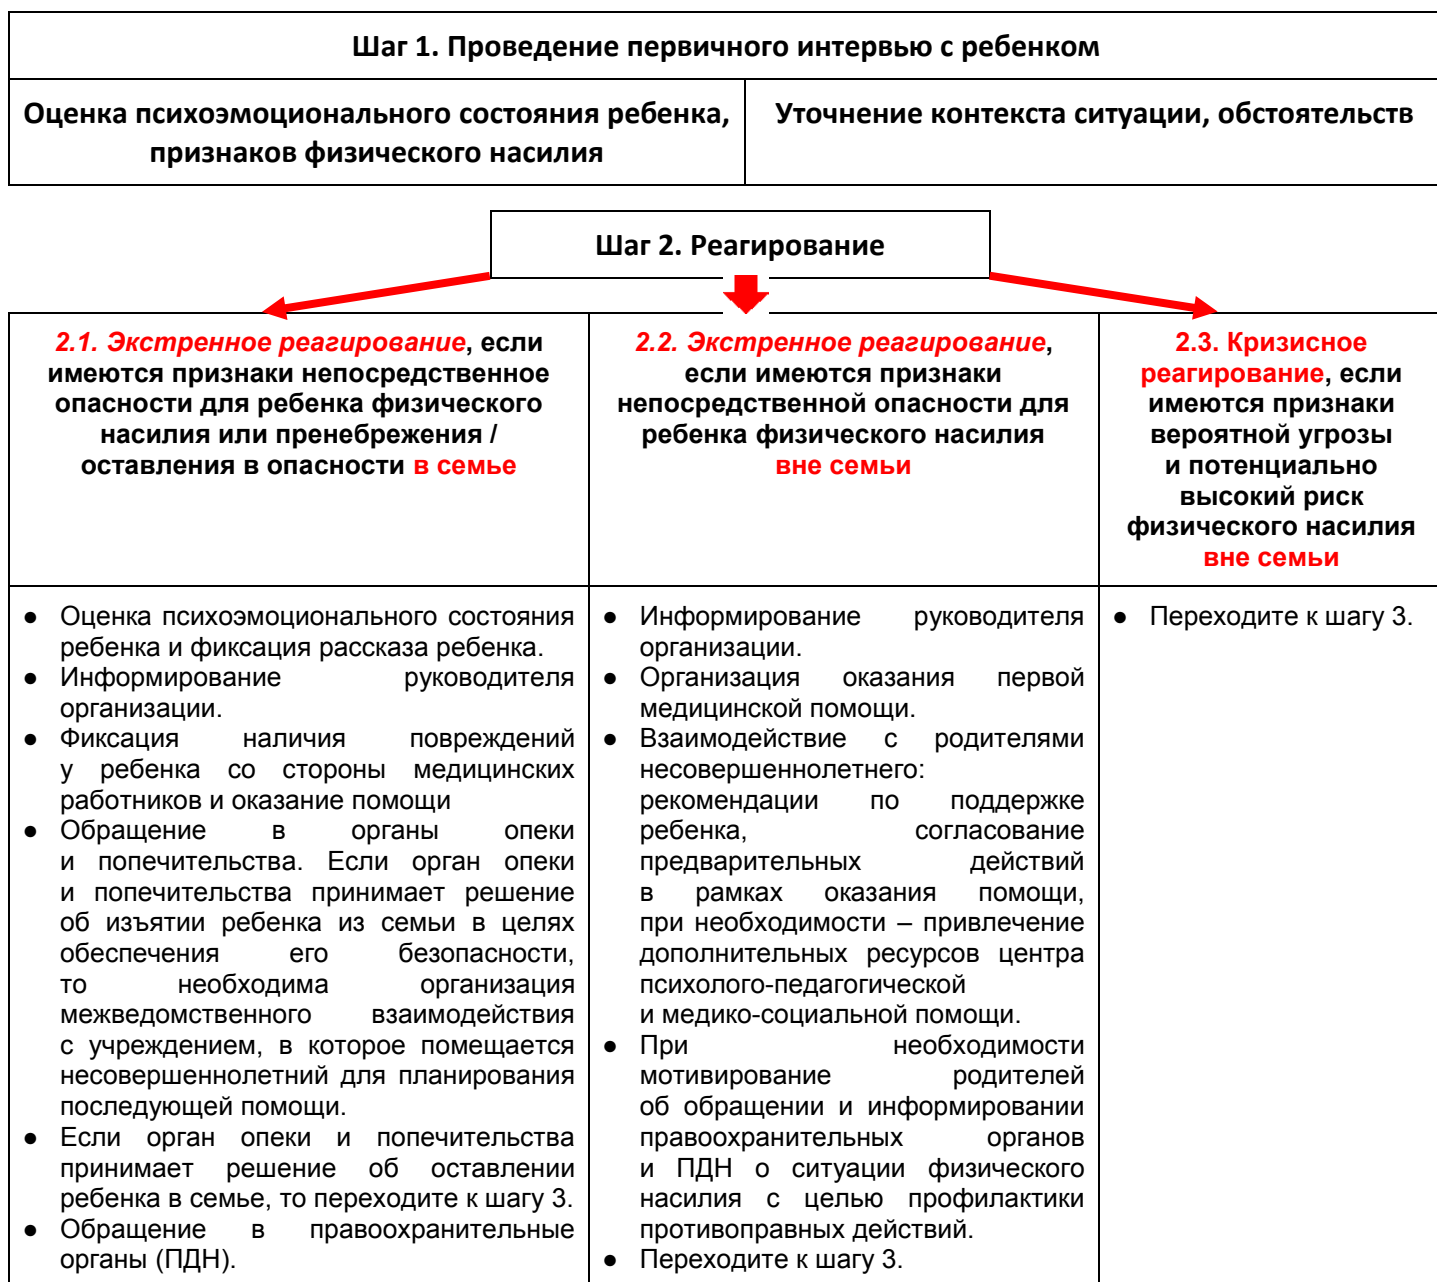 Шаг 1. Проведение первичного интервью с ребенком
Оценка психоэмоционального состояния ребенка,
признаков физического насилия
Уточнение контекста ситуации, обстоятельств
Шаг 2. Реагирование
2.1. Экстренное реагирование, если
имеются признаки непосредственное
опасности для ребенка физического
насилия или пренебрежения /
оставления в опасности в семье
2.2. Экстренное реагирование,
если имеются признаки
непосредственной опасности для
ребенка физического насилия
вне семьи
2.3. Кризисное
реагирование, если
имеются признаки
вероятной угрозы
и потенциально
высокий риск
физического насилия
вне семьи
● Оценка психоэмоционального состояния
ребенка и фиксация рассказа ребенка.
● Информирование руководителя
организации.
● Фиксация наличия повреждений
у ребенка со стороны медицинских
работников и оказание помощи
● Обращение в органы опеки
и попечительства. Если орган опеки
и попечительства принимает решение
об изъятии ребенка из семьи в целях
обеспечения его безопасности,
то необходима организация
межведомственного взаимодействия
с учреждением, в которое помещается
несовершеннолетний для планирования
последующей помощи.
● Если орган опеки и попечительства
принимает решение об оставлении
ребенка в семье, то переходите к шагу 3.
● Обращение в правоохранительные
органы (ПДН).
● Информирование руководителя
организации.
● Организация оказания первой
медицинской помощи.
● Взаимодействие с родителями
несовершеннолетнего:
рекомендации по поддержке
ребенка, согласование
предварительных действий
в рамках оказания помощи,
при необходимости – привлечение
дополнительных ресурсов центра
психолого-педагогической
и медико-социальной помощи.
● При необходимости
мотивирование родителей
об обращении и информировании
правоохранительных органов
и ПДН о ситуации физического
насилия с целью профилактики
противоправных действий.
● Переходите к шагу 3.
● Переходите к шагу 3.